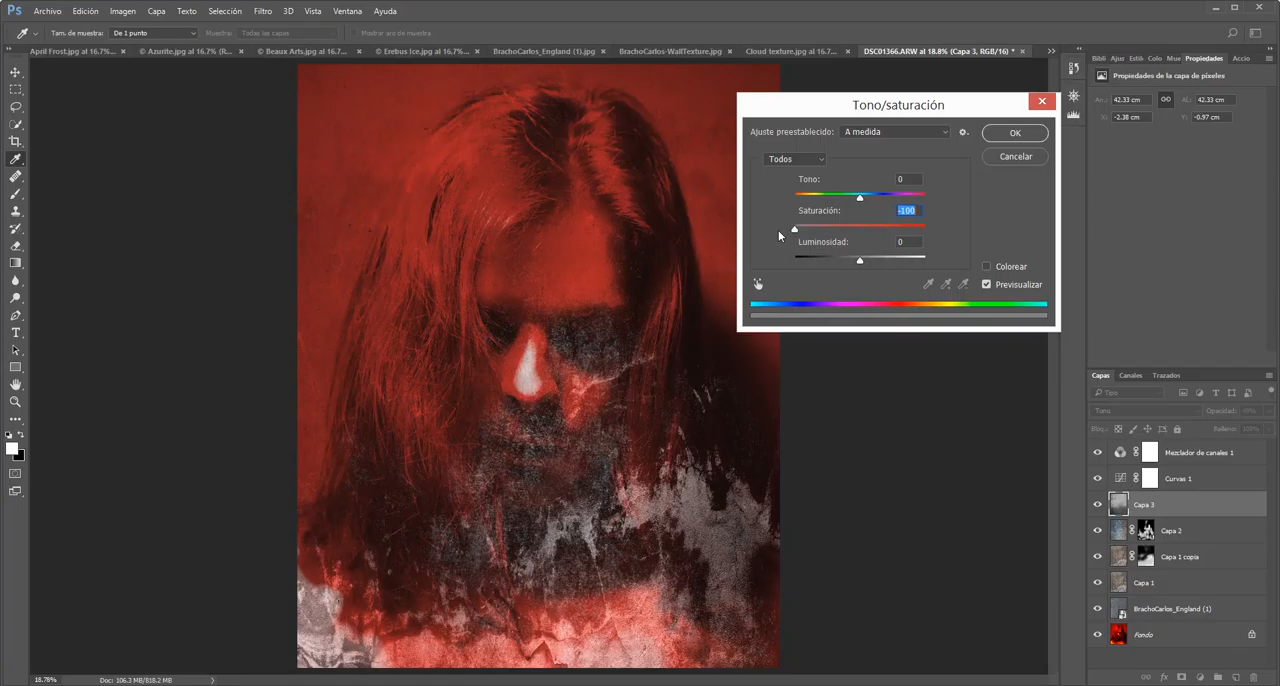 Ps Archivo Edición Imagen Capa Texto Selección Filtro 3D Vista Ventana Ayuda
Tam. de muestra: De 1 punto Muestra: Todas las capas Mostrar aro de muestra
April Frost.jpg al 16.7%... © Azurite.jpg al 16.7% (R... © Beaux Arts.jpg al 16.7%... © Erebus Ice.jpg al 16.7%... BrachoCarlos_England (1).jpg BrachoCarlos-WallTexture.jpg Cloud texture.jpg al 16.7%... DSC01366.ARW al 18.8% (Capa 3, RGB/16) *
Bibli Ajus Estil Colo Mue Propiedades Accio
Propiedades de la capa de píxeles
An.: 42.33 cm AL: 42.33 cm
X: -2.38 cm Y: -0.97 cm
Tono/saturación
Ajuste preestablecido: A medida
OK
Todos
Cancelar
Tono: 0
Saturación: -100
Luminosidad: 0
Colorear
Previsualizar
Capas Canales Trazados
Tono Opacidad:
Bloq.: Relleno: 100%
Mezclador de canales 1
Curvas 1
Capa 3
Capa 2
Capa 1 copia
Capa 1
BrachoCarlos_England (1)
Fondo
18.78% Doc: 106.3 MB/818.2 MB